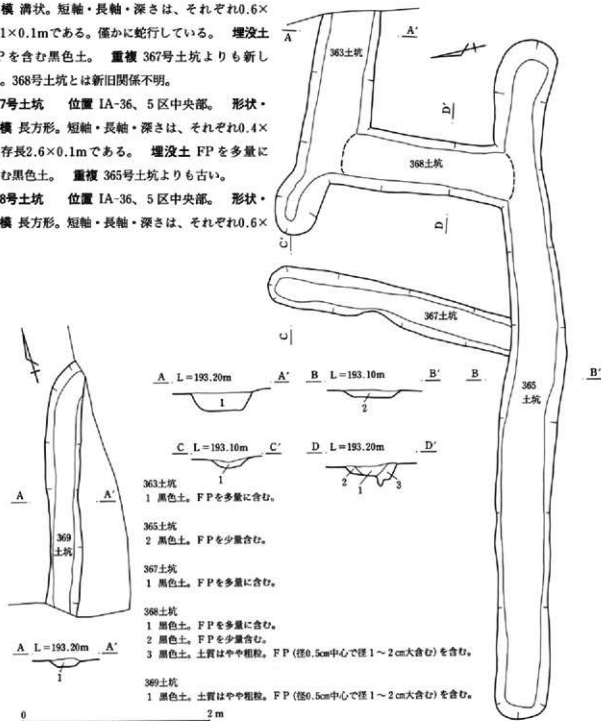 模 溝状。短軸・長軸・深さは、それぞれ0.6×
1×0.1mである。僅かに蛇行している。 埋没土
Pを含む黒色土。 重複 367号土坑よりも新し
。368号土坑とは新旧関係不明。
7号土坑 位置 IA-36、5区中央部。 形状・
模 長方形。短軸・長軸・深さは、それぞれ0.4×
存長2.6×0.1mである。 埋没土 FPを多量に
む黒色土。 重複 365号土坑よりも古い。
8号土坑 位置 IA-36、5区中央部。 形状・
模 長方形。短軸・長軸・深さは、それぞれ0.6×
A A'
363土坑
D'
368土坑
C' D
367土坑
C
A L=193.20m A' B L=193.10m B' B 365土坑 B'
1 2
C L=193.10m C' D L=193.20m D'
1 2 1 3
A 369土坑 A'
363土坑
1 黒色土。FPを多量に含む。
365土坑
2 黒色土。FPを少量含む。
367土坑
1 黒色土。FPを多量に含む。
368土坑
1 黒色土。FPを多量に含む。
2 黒色土。FPを少量含む。
3 黒色土。土質はやや粗粒。FP(径0.5cm中心で径1~2cm大含む)を含む。
A L=193.20m A'
1
369土坑
1 黒色土。土質はやや粗粒。FP(径0.5cm中心で径1~2cm大含む)を含む。
0 2m